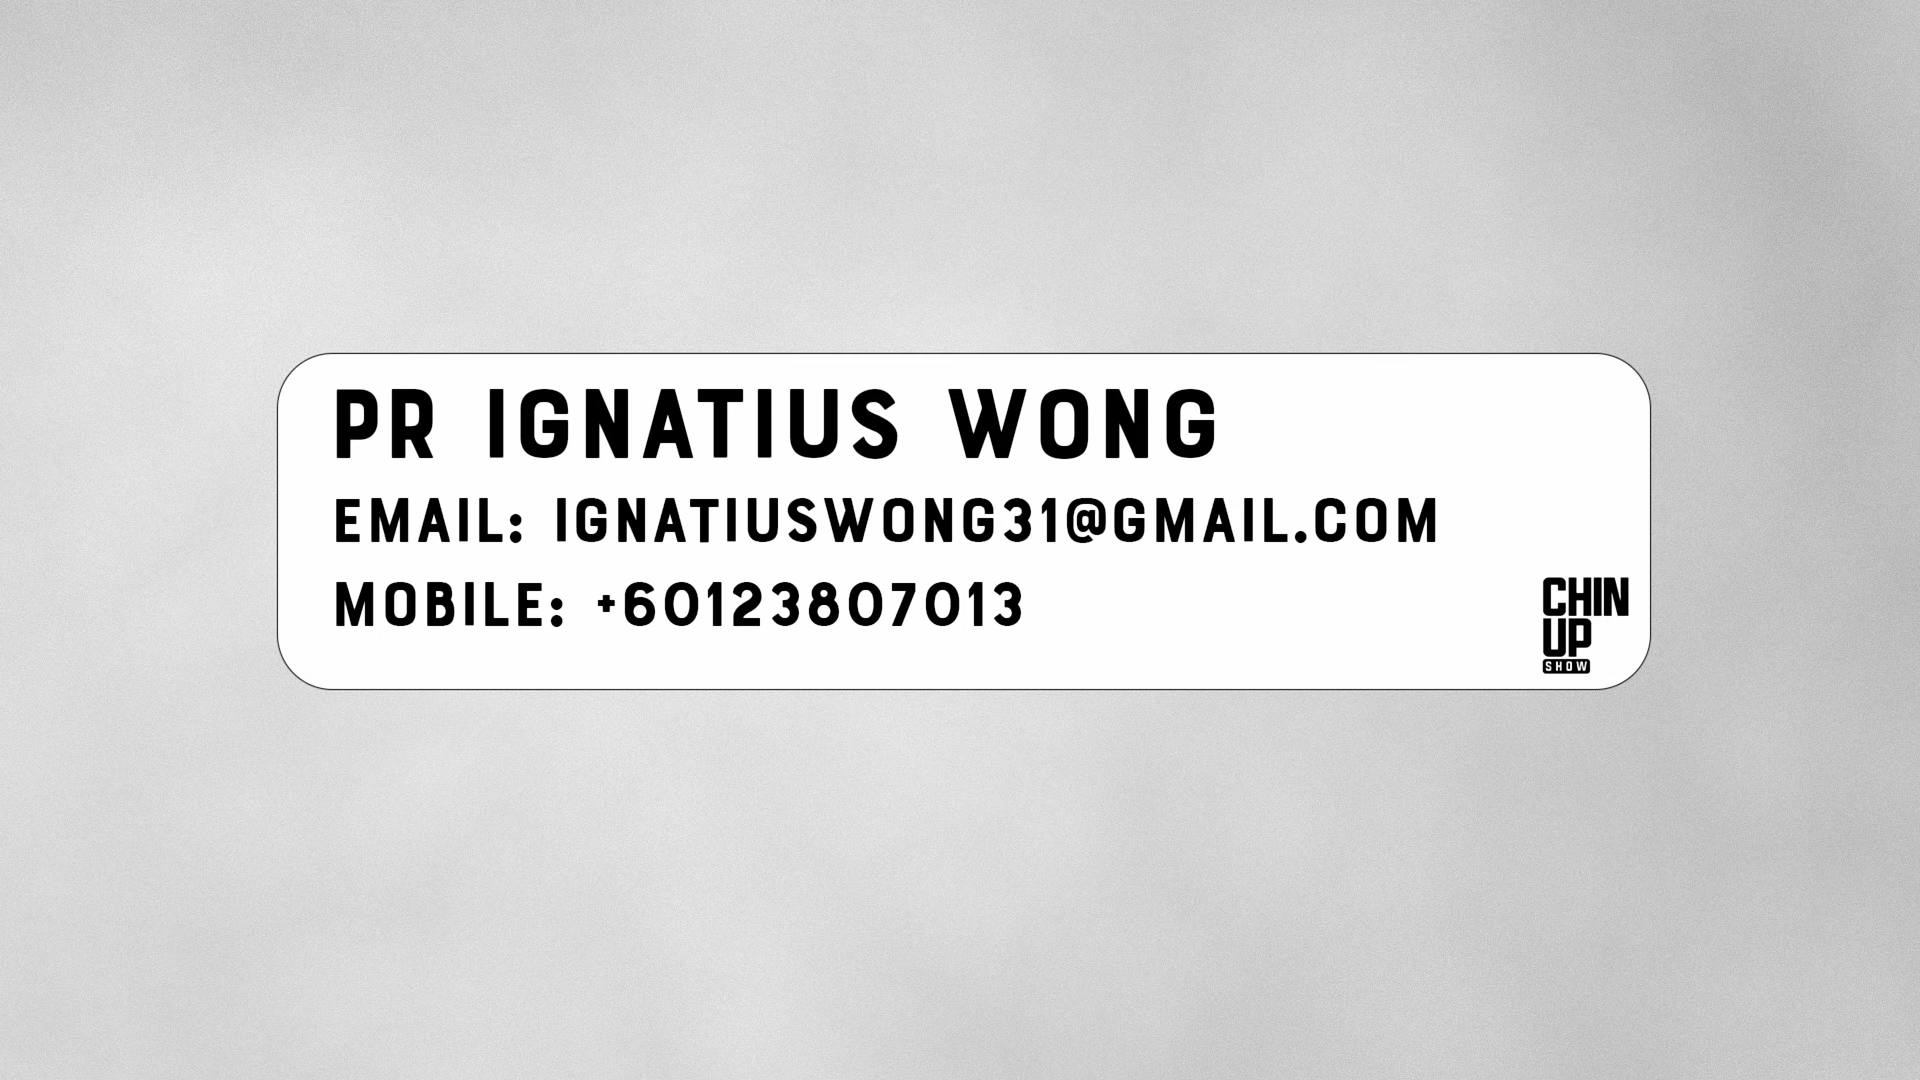 PR IGNATIUS WONG
EMAIL: IGNATIUSWONG31@GMAIL.COM
MOBILE: +60123807013
CHIN
UP
SHOW